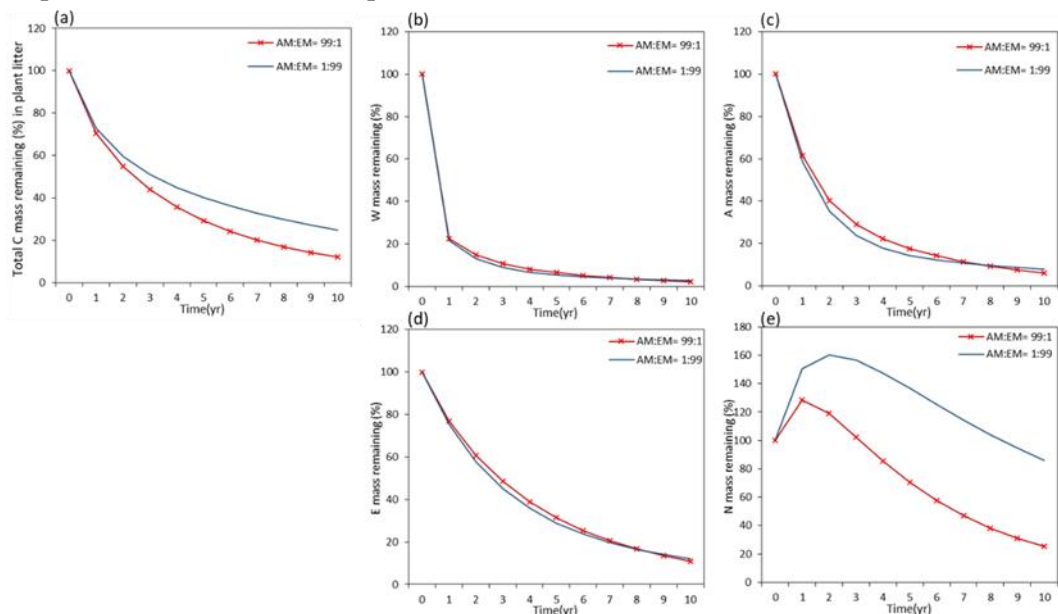 (a)
120
100
80
60
40
20
0
0 1 2 3 4 5 6 7 8 9 10
Time(yr)
Total C mass remaining (%) in plant litter
AM:EM= 99:1
AM:EM= 1:99
(b)
120
100
80
60
40
20
0
0 1 2 3 4 5 6 7 8 9 10
Time(yr)
W mass remaining (%)
AM:EM= 99:1
AM:EM= 1:99
(c)
120
100
80
60
40
20
0
0 1 2 3 4 5 6 7 8 9 10
Time(yr)
A mass remaining (%)
AM:EM= 99:1
AM:EM= 1:99
(d)
120
100
80
60
40
20
0
0 1 2 3 4 5 6 7 8 9 10
Time(yr)
E mass remaining (%)
AM:EM= 99:1
AM:EM= 1:99
(e)
180
160
140
120
100
80
60
40
20
0
0 1 2 3 4 5 6 7 8 9 10
Time(yr)
N mass remaining (%)
AM:EM= 99:1
AM:EM= 1:99